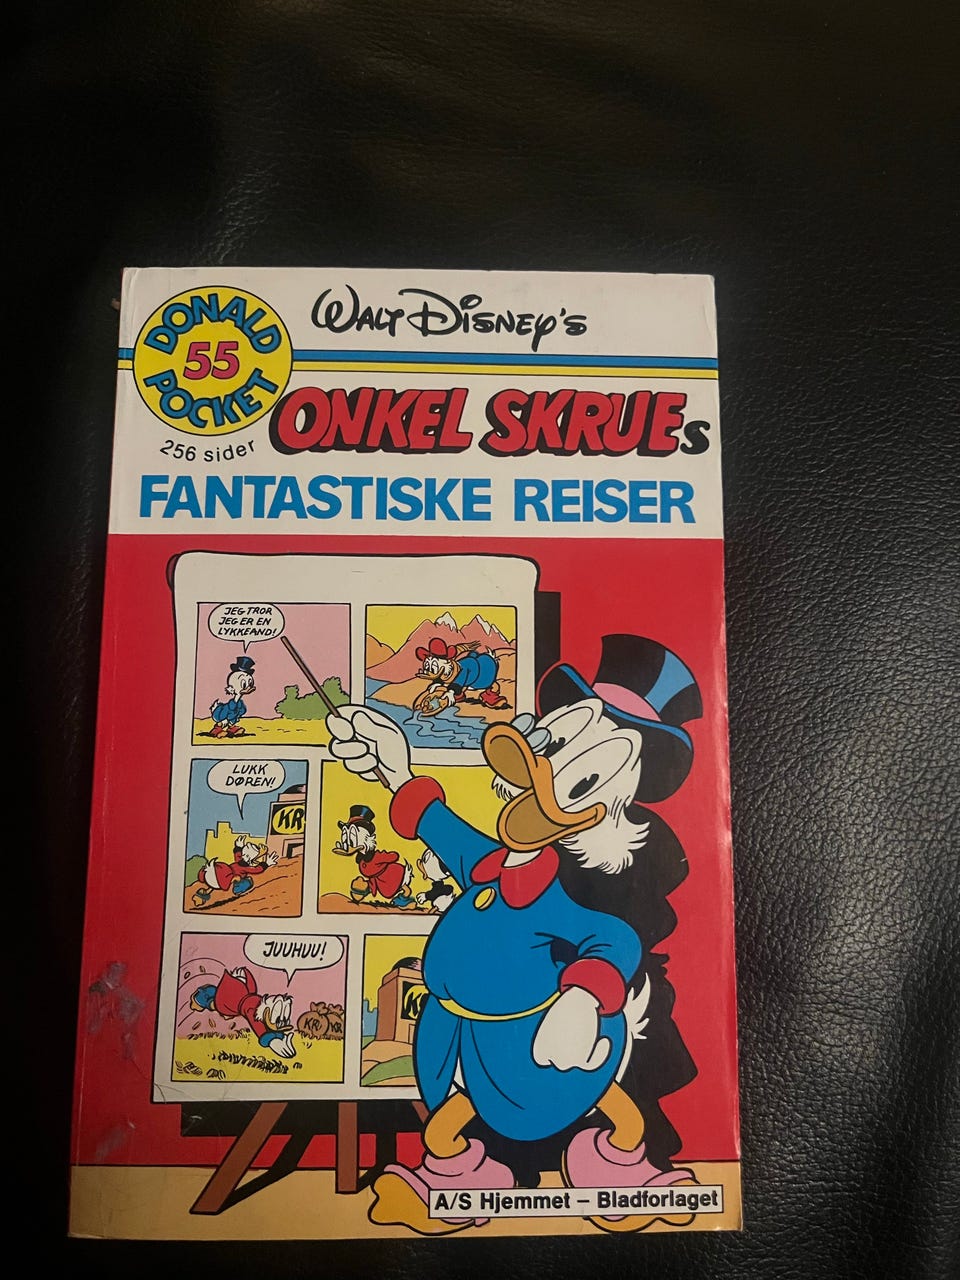 DONALD
55
POCKET
256 sider
WALT DISNEY'S
ONKEL SKRUEs
FANTASTISKE REISER
JEG TROR
JEG ER EN
LYKKEAND!
LUKK
DØREN!
KR
JUUHUU!
KR
KR
K
A/S Hjemmet – Bladforlaget